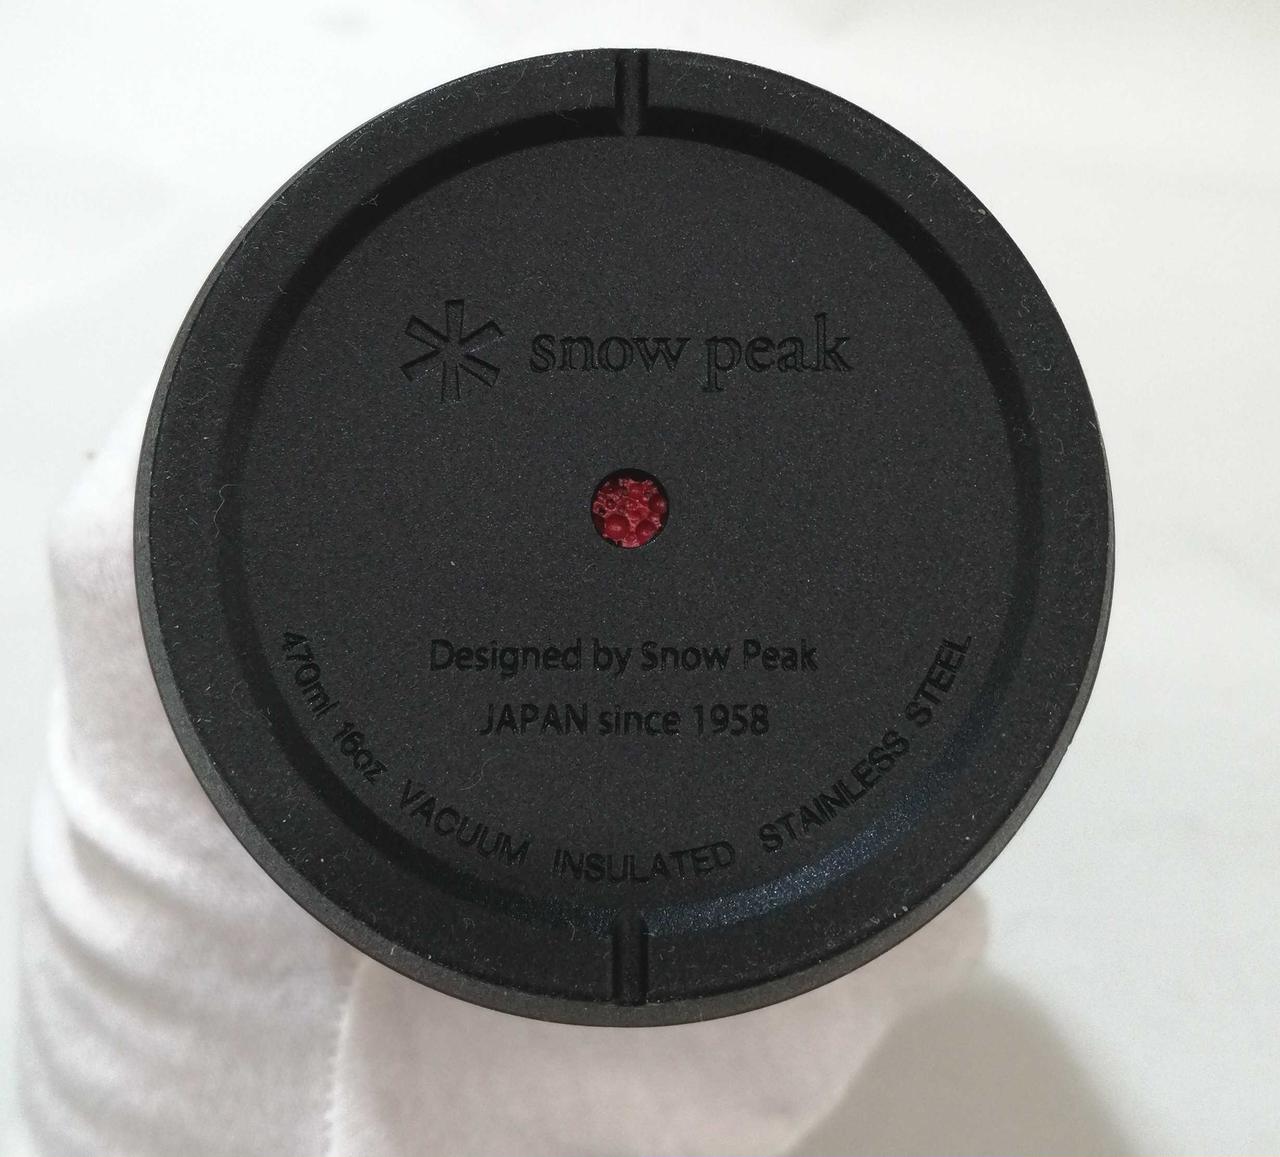 snow peak
Designed by Snow Peak
JAPAN since 1958
470ml 16oz VACUUM INSULATED STAINLESS STEEL